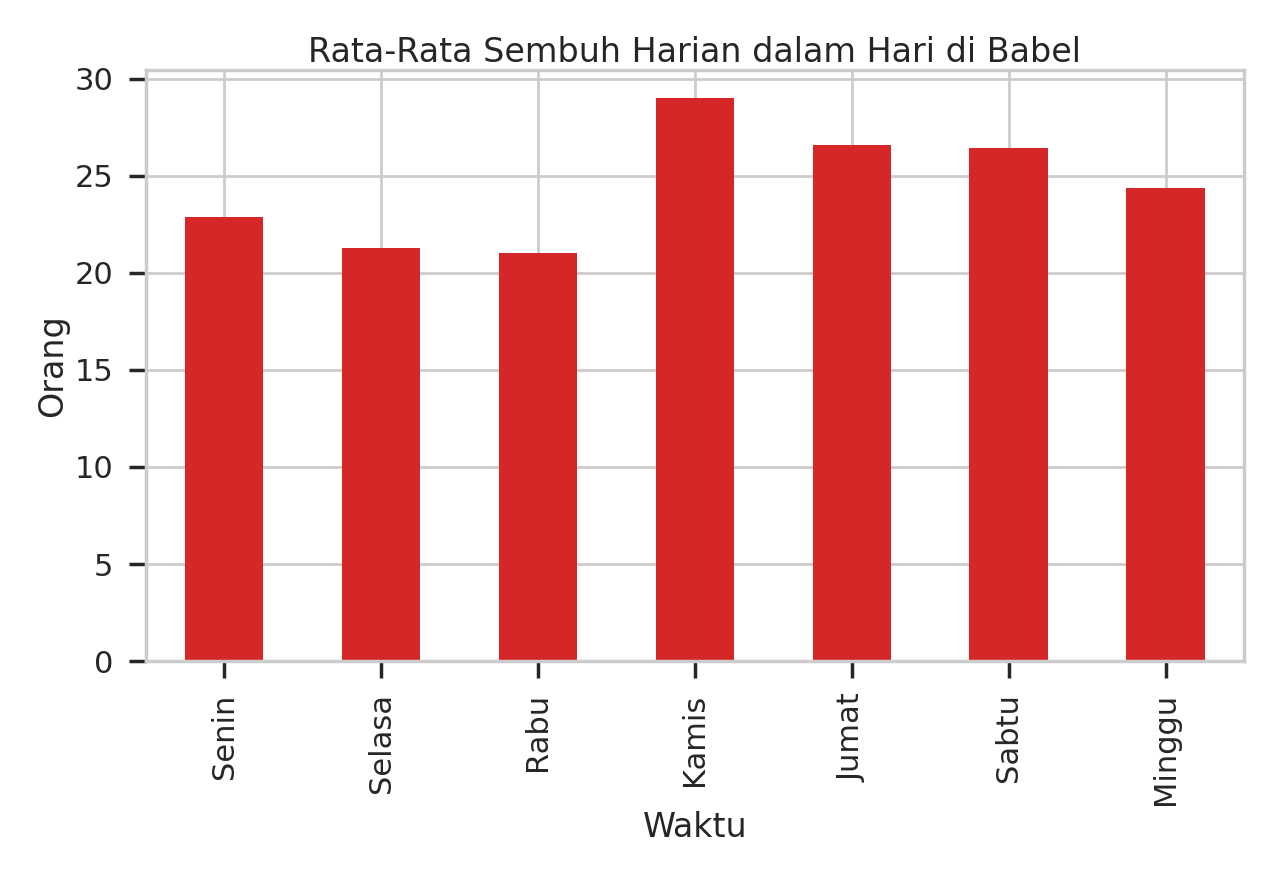 Rata-Rata Sembuh Harian dalam Hari di Babel
30
25
20
15
10
5
0
Orang
Senin
Selasa
Rabu
Kamis
Jumat
Sabtu
Minggu
Waktu